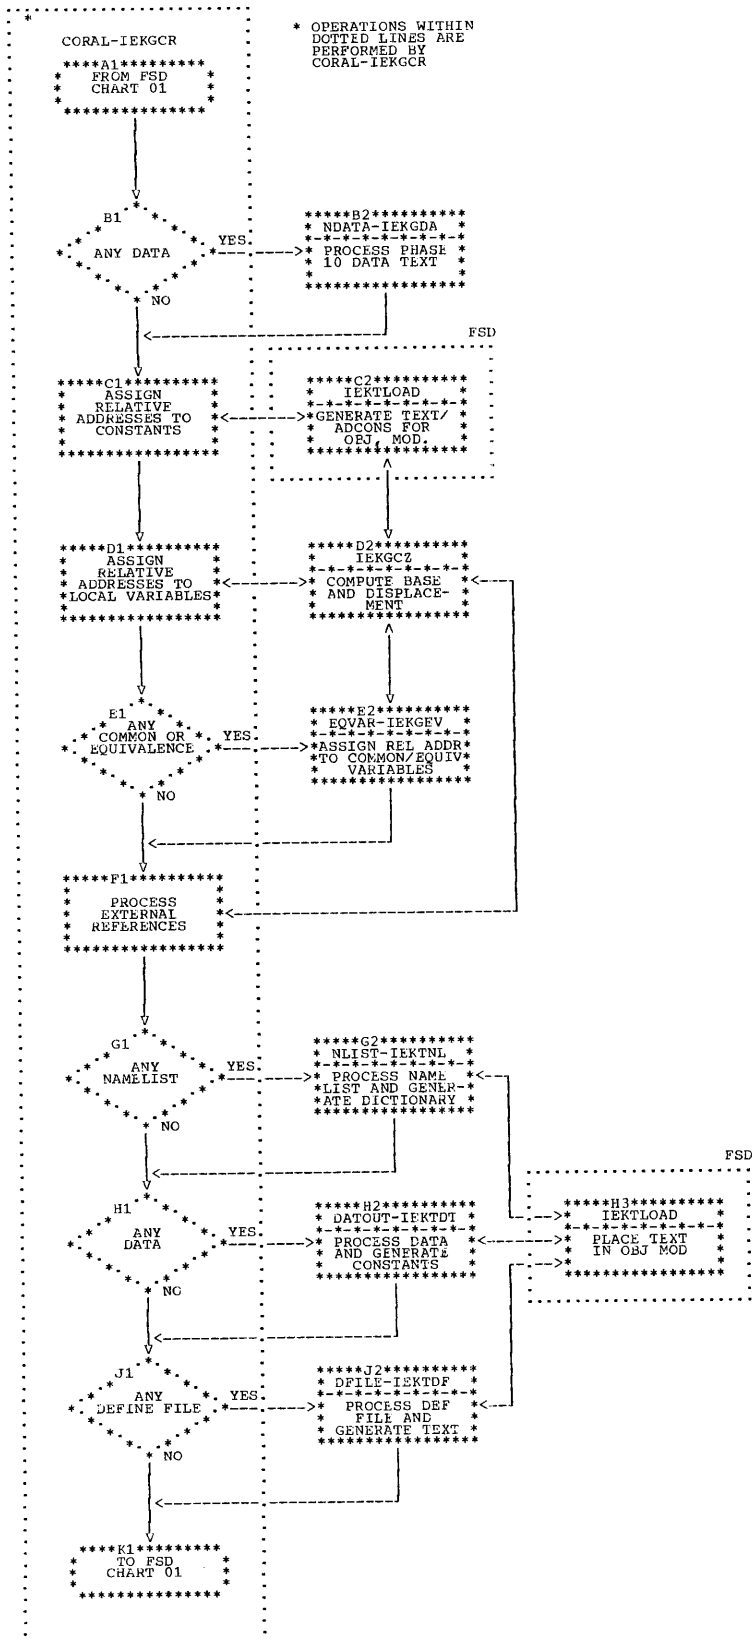 *
CORAL-IEKGCR
* OPERATIONS WITHIN
DOTTED LINES ARE
PERFORMED BY
CORAL-IEKGCR
A1
FROM FSD
CHART 01
B1
ANY DATA
YES
NO
B2
NDATA-IEKGDA
PROCESS PHASE
10 DATA TEXT
FSD
C1
ASSIGN
RELATIVE
ADDRESSES TO
CONSTANTS
C2
IEKTLOAD
GENERATE TEXT/
ADCONS FOR
OBJ, MOD.
D1
ASSIGN
RELATIVE
ADDRESSES TO
LOCAL VARIABLES
D2
IEKGCZ
COMPUTE BASE
AND DISPLACE-
MENT
E1
ANY
COMMON OR
EQUIVALENCE
YES
NO
E2
EQVAR-IEKGEV
ASSIGN REL ADDR
TO COMMON/EQUIV
VARIABLES
F1
PROCESS
EXTERNAL
REFERENCES
G1
ANY
NAMELIST
YES
NO
G2
NLIST-IEKTNL
PROCESS NAME
LIST AND GENER-
ATE DICTIONARY
FSD
H1
ANY
DATA
YES
NO
H2
DATOUT-IEKTDT
PROCESS DATA
AND GENERATE
CONSTANTS
H3
IEKTLOAD
PLACE TEXT
IN OBJ MOD
J1
ANY
DEFINE FILE
YES
NO
J2
DFILE-IEKTDF
PROCESS DEF
FILE AND
GENERATE TEXT
K1
TO FSD
CHART 01